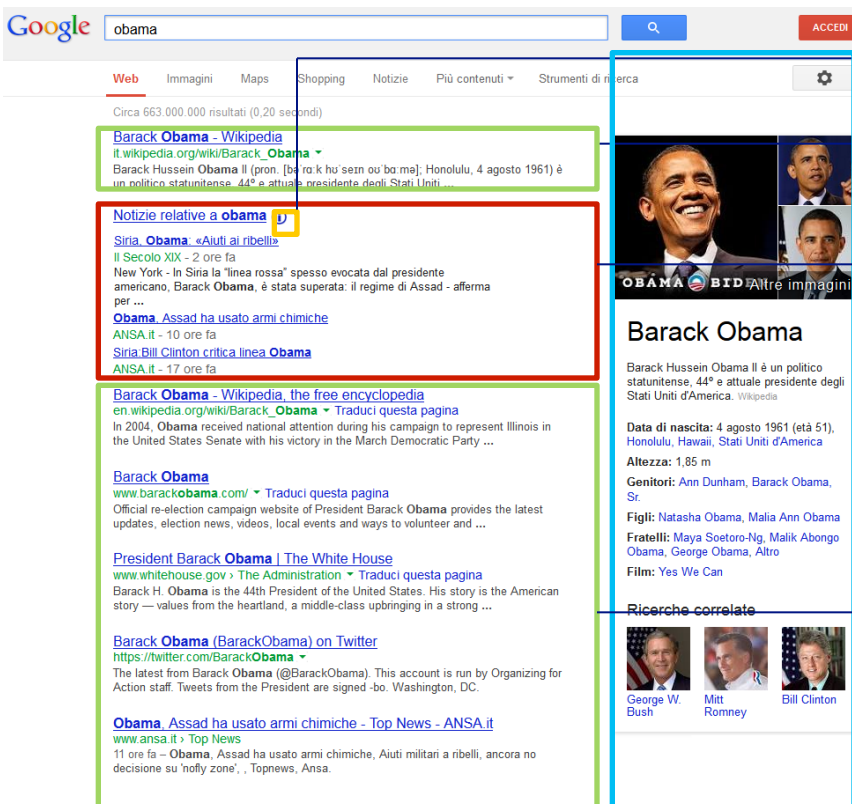 Google
obama
ACCEDI
Web Immagini Maps Shopping Notizie Più contenuti Strumenti di ricerca
Circa 663.000.000 risultati (0,20 secondi)
Barack Obama - Wikipedia
it.wikipedia.org/wiki/Barack_Obama
Barack Hussein Obama II (pron. [bəˈrɑːk hʊˈseɪn oʊˈbɑːmə]; Honolulu, 4 agosto 1961) è
un politico statunitense, 44º e attuale presidente degli Stati Uniti ...
Notizie relative a obama
Siria, Obama: «Aiuti ai ribelli»
Il Secolo XIX - 2 ore fa
New York - In Siria la "linea rossa" spesso evocata dal presidente
americano, Barack Obama, è stata superata: il regime di Assad - afferma
per ...
Obama, Assad ha usato armi chimiche
ANSA.it - 10 ore fa
Siria:Bill Clinton critica linea Obama
ANSA.it - 17 ore fa
Barack Obama - Wikipedia, the free encyclopedia
en.wikipedia.org/wiki/Barack_Obama Traduci questa pagina
In 2004, Obama received national attention during his campaign to represent Illinois in
the United States Senate with his victory in the March Democratic Party ...
Barack Obama
www.barackobama.com/ Traduci questa pagina
Official re-election campaign website of President Barack Obama provides the latest
updates, election news, videos, local events and ways to volunteer and ...
President Barack Obama | The White House
www.whitehouse.gov › The Administration Traduci questa pagina
Barack H. Obama is the 44th President of the United States. His story is the American
story — values from the heartland, a middle-class upbringing in a strong ...
Barack Obama (BarackObama) on Twitter
https://twitter.com/BarackObama
The latest from Barack Obama (@BarackObama). This account is run by Organizing for
Action staff. Tweets from the President are signed -bo. Washington, DC.
Obama, Assad ha usato armi chimiche - Top News - ANSA.it
www.ansa.it › Top News
11 ore fa – Obama, Assad ha usato armi chimiche, Aiuti militari a ribelli, ancora no
decisione su 'nofly zone', , Topnews, Ansa.
OBAMA BIDEN
Altre immagini
Barack Obama
Barack Hussein Obama II è un politico
statunitense, 44º e attuale presidente degli
Stati Uniti d'America. Wikipedia
Data di nascita: 4 agosto 1961 (età 51),
Honolulu, Hawaii, Stati Uniti d'America
Altezza: 1,85 m
Genitori: Ann Dunham, Barack Obama,
Sr.
Figli: Natasha Obama, Malia Ann Obama
Fratelli: Maya Soetoro-Ng, Malik Abongo
Obama, George Obama, Altro
Film: Yes We Can
Ricerche correlate
George W. Bush
Mitt Romney
Bill Clinton